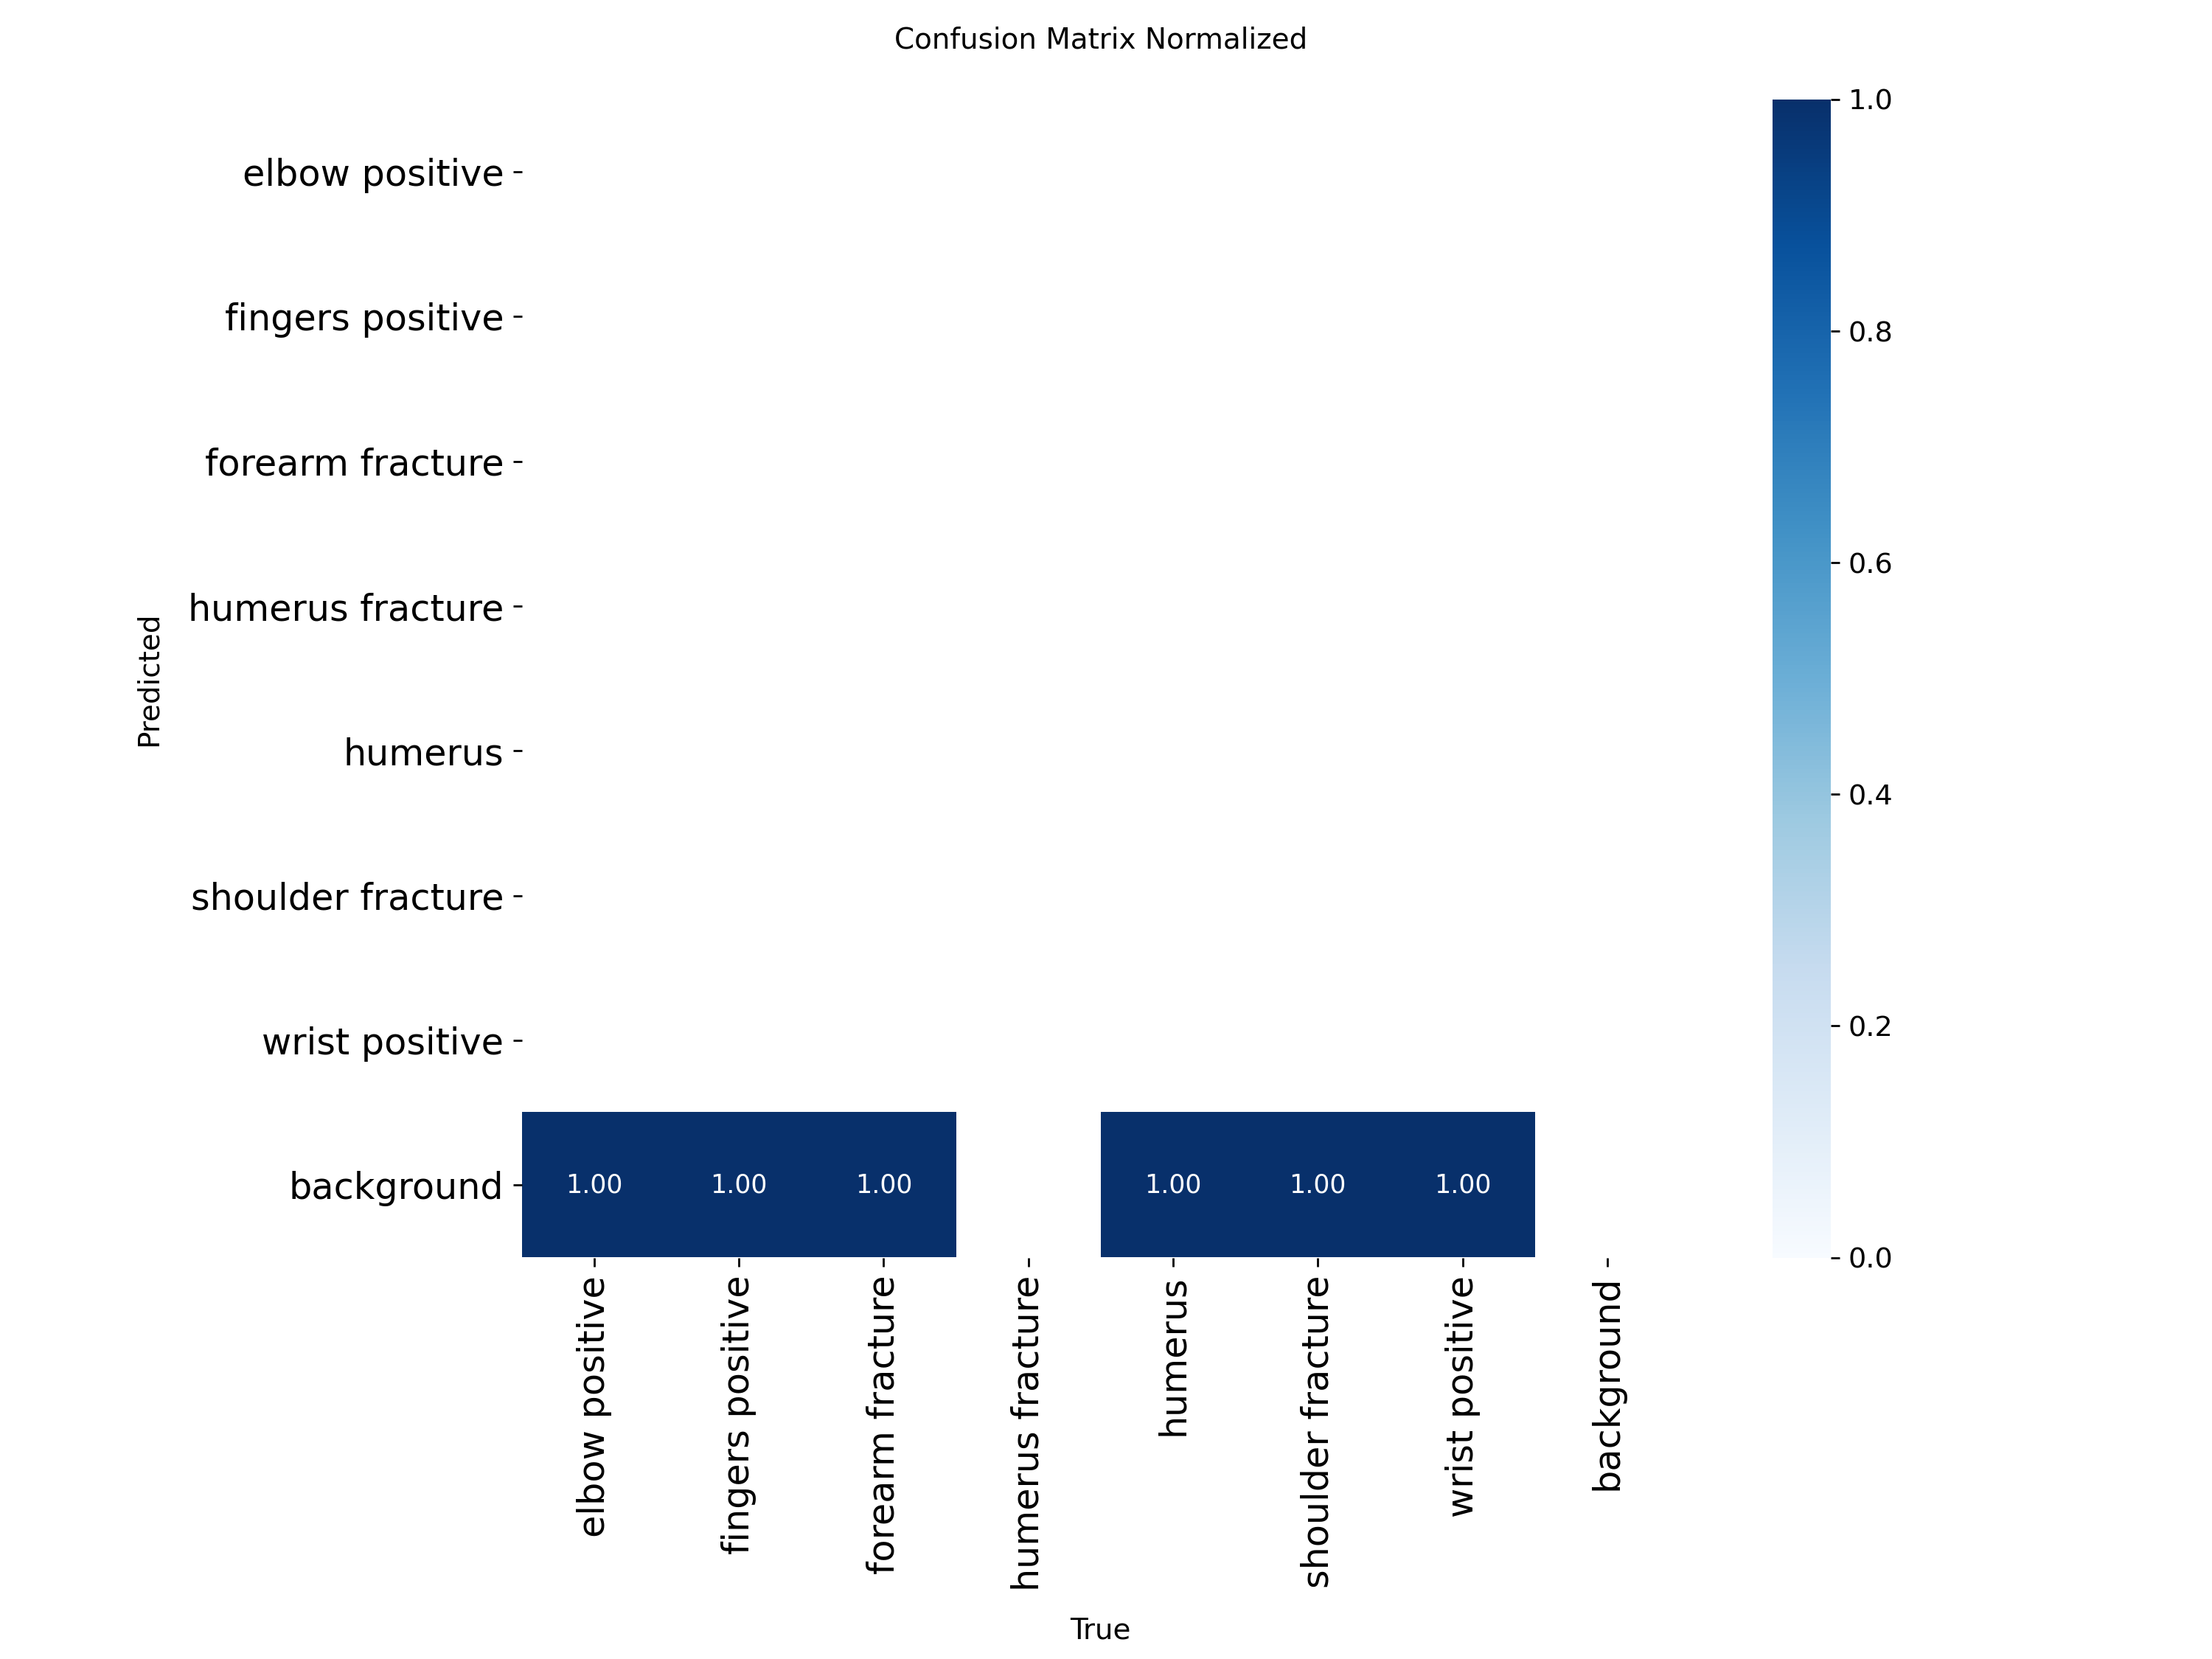 Confusion Matrix Normalized
Predicted
elbow positive
fingers positive
forearm fracture
humerus fracture
humerus
shoulder fracture
wrist positive
background
1.00 1.00 1.00 1.00 1.00 1.00
elbow positive
fingers positive
forearm fracture
humerus fracture
humerus
shoulder fracture
wrist positive
background
True
1.0
0.8
0.6
0.4
0.2
0.0